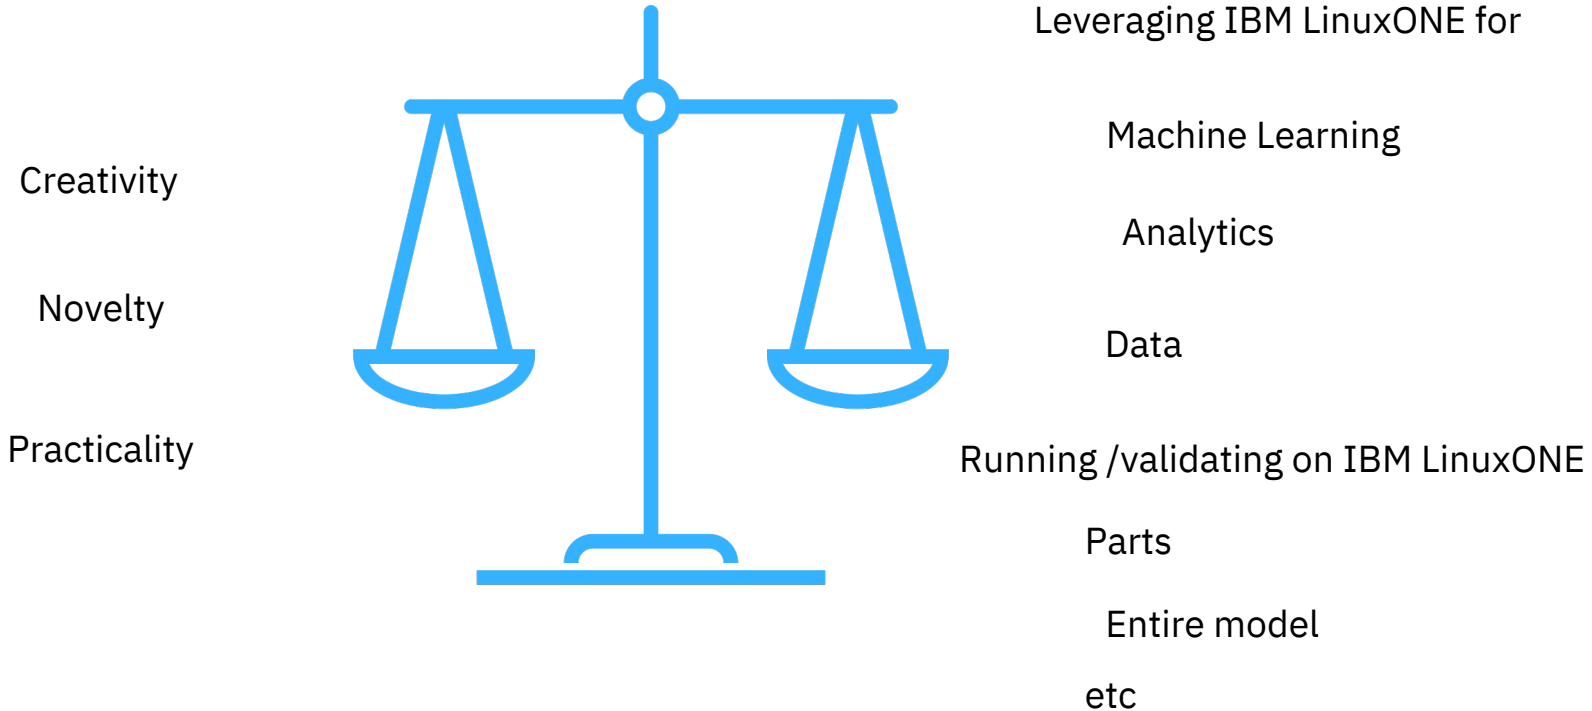 Creativity
Novelty
Practicality
Leveraging IBM LinuxONE for
Machine Learning
Analytics
Data
Running /validating on IBM LinuxONE
Parts
Entire model
etc